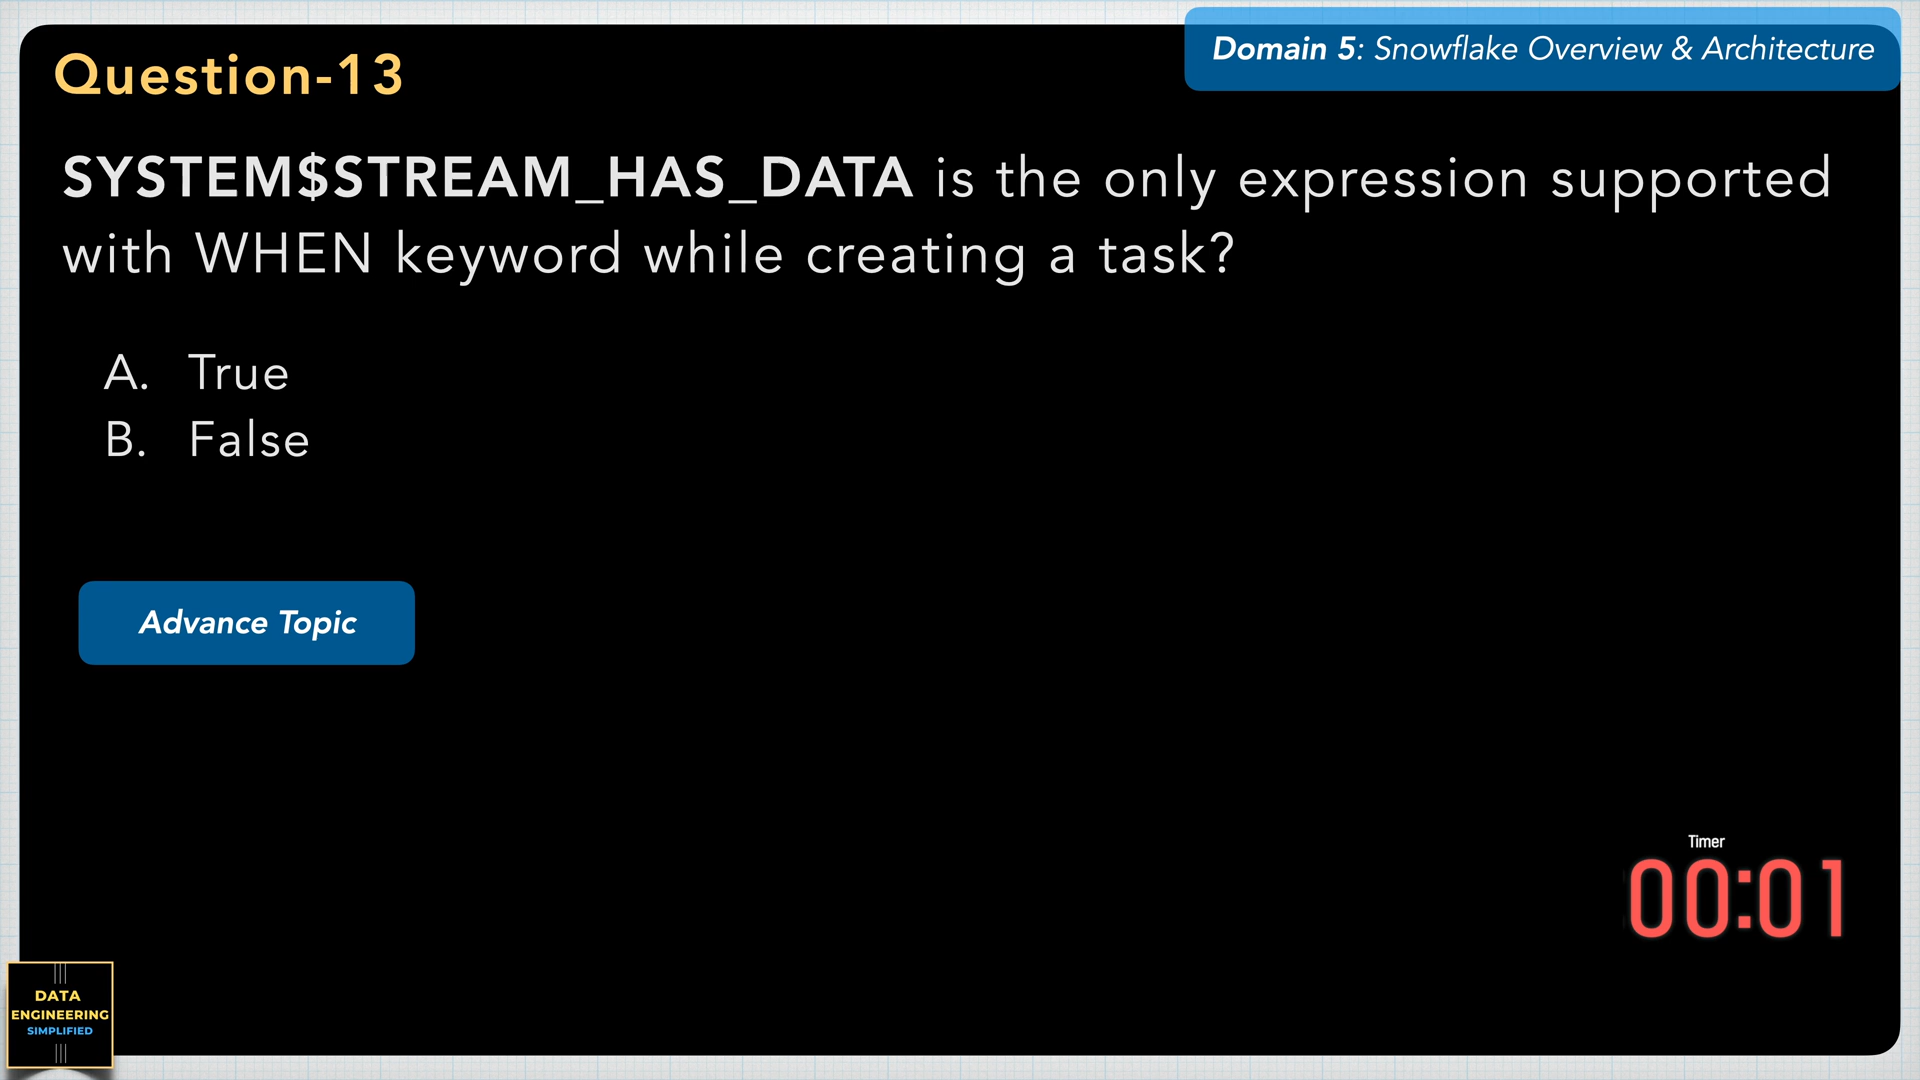 Domain 5: Snowflake Overview & Architecture
Question-13
SYSTEM$STREAM_HAS_DATA is the only expression supported
with WHEN keyword while creating a task?
A. True
B. False
Advance Topic
Timer
00:01
DATA
ENGINEERING
SIMPLIFIED